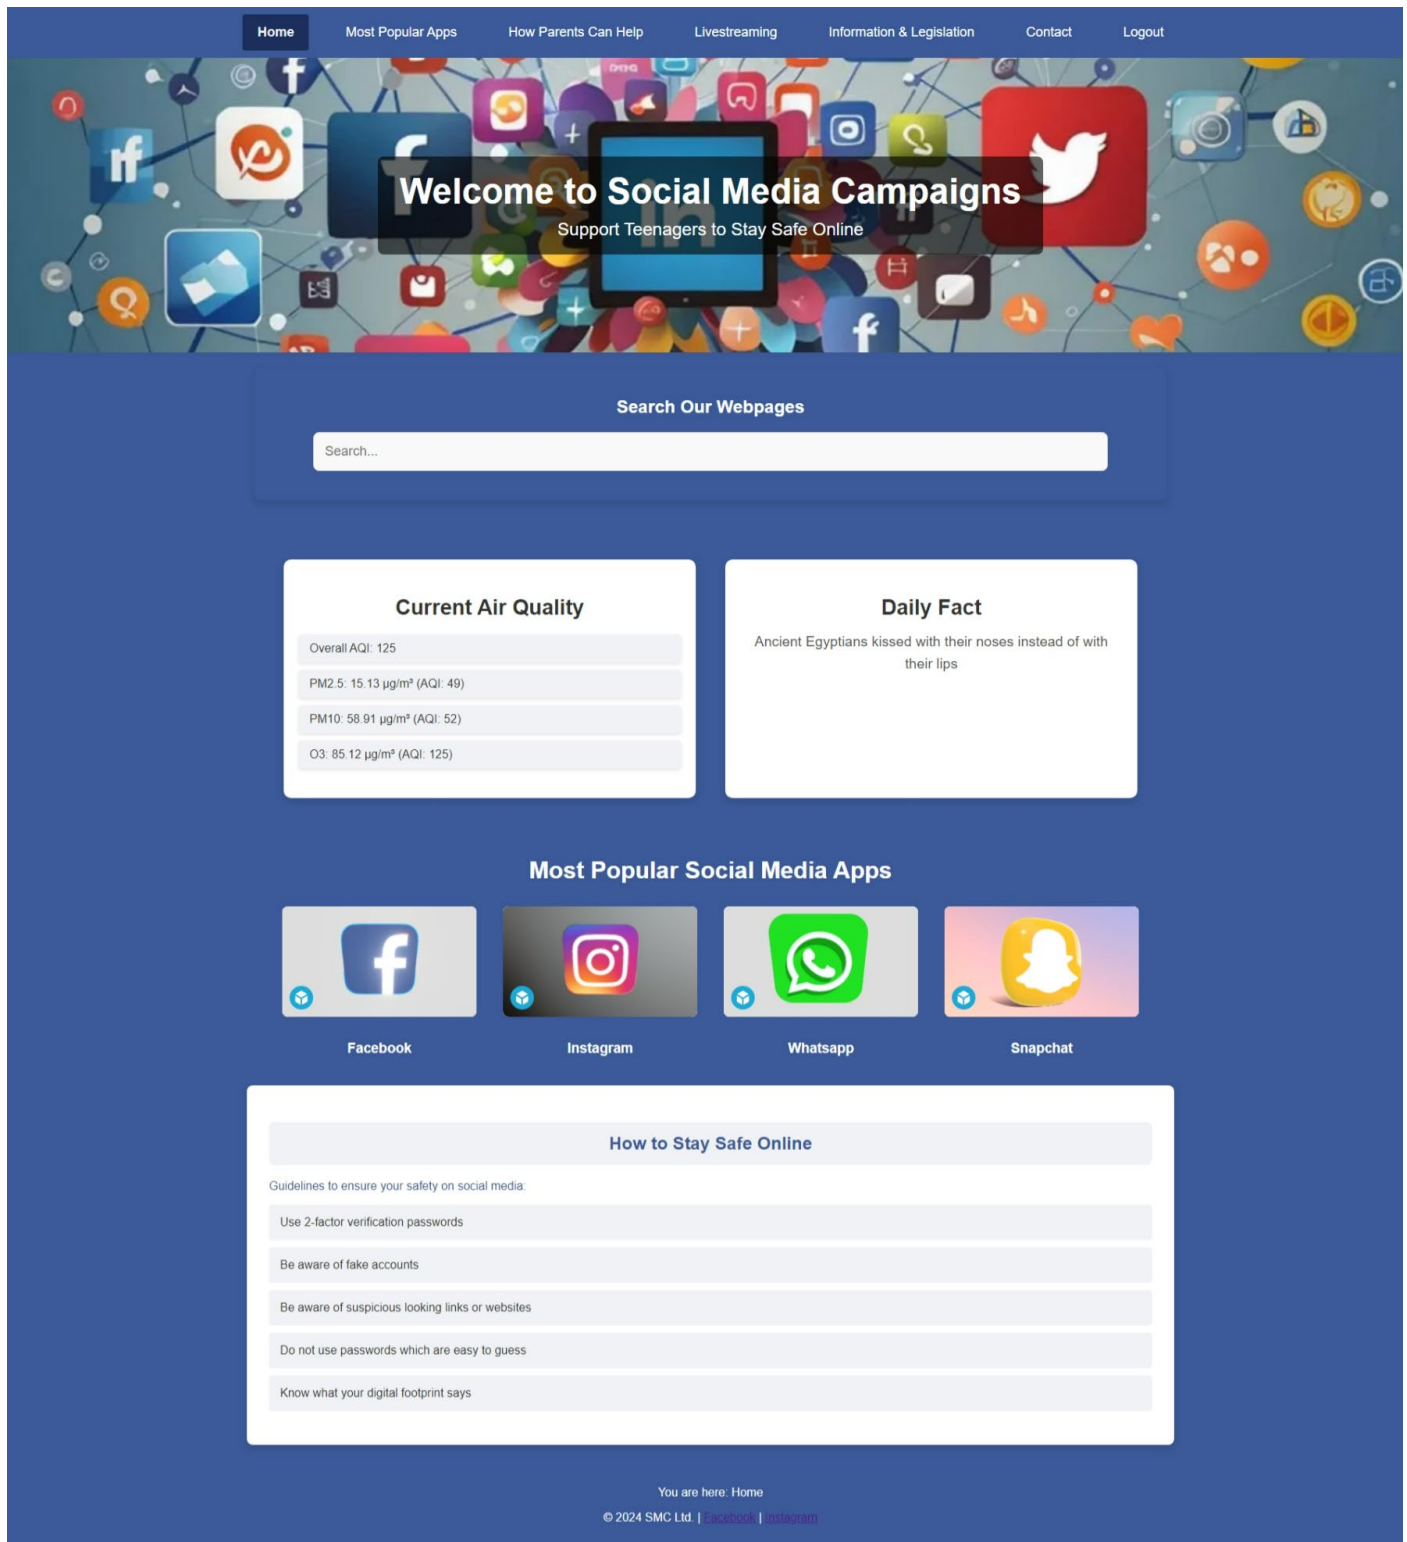 Home Most Popular Apps How Parents Can Help Livestreaming Information & Legislation Contact Logout
Welcome to Social Media Campaigns
Support Teenagers to Stay Safe Online
Search Our Webpages
Search...
Current Air Quality
Overall AQI: 125
PM2.5: 15.13 µg/m³ (AQI: 49)
PM10: 58.91 µg/m³ (AQI: 52)
O3: 85.12 µg/m³ (AQI: 125)
Daily Fact
Ancient Egyptians kissed with their noses instead of with
their lips
Most Popular Social Media Apps
Facebook Instagram Whatsapp Snapchat
How to Stay Safe Online
Guidelines to ensure your safety on social media:
Use 2-factor verification passwords
Be aware of fake accounts
Be aware of suspicious looking links or websites
Do not use passwords which are easy to guess
Know what your digital footprint says
You are here: Home
© 2024 SMC Ltd. | Facebook | Instagram